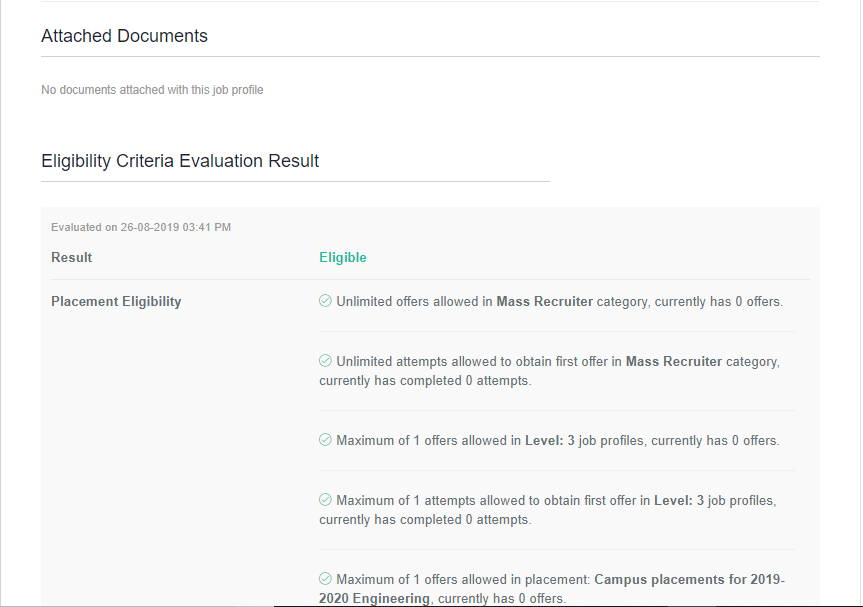 Attached Documents
No documents attached with this job profile
Eligibility Criteria Evaluation Result
Evaluated on 26-08-2019 03:41 PM
Result Eligible
Placement Eligibility Unlimited offers allowed in Mass Recruiter category, currently has 0 offers.
Unlimited attempts allowed to obtain first offer in Mass Recruiter category,
currently has completed 0 attempts.
Maximum of 1 offers allowed in Level: 3 job profiles, currently has 0 offers.
Maximum of 1 attempts allowed to obtain first offer in Level: 3 job profiles,
currently has completed 0 attempts.
Maximum of 1 offers allowed in placement: Campus placements for 2019-
2020 Engineering, currently has 0 offers.